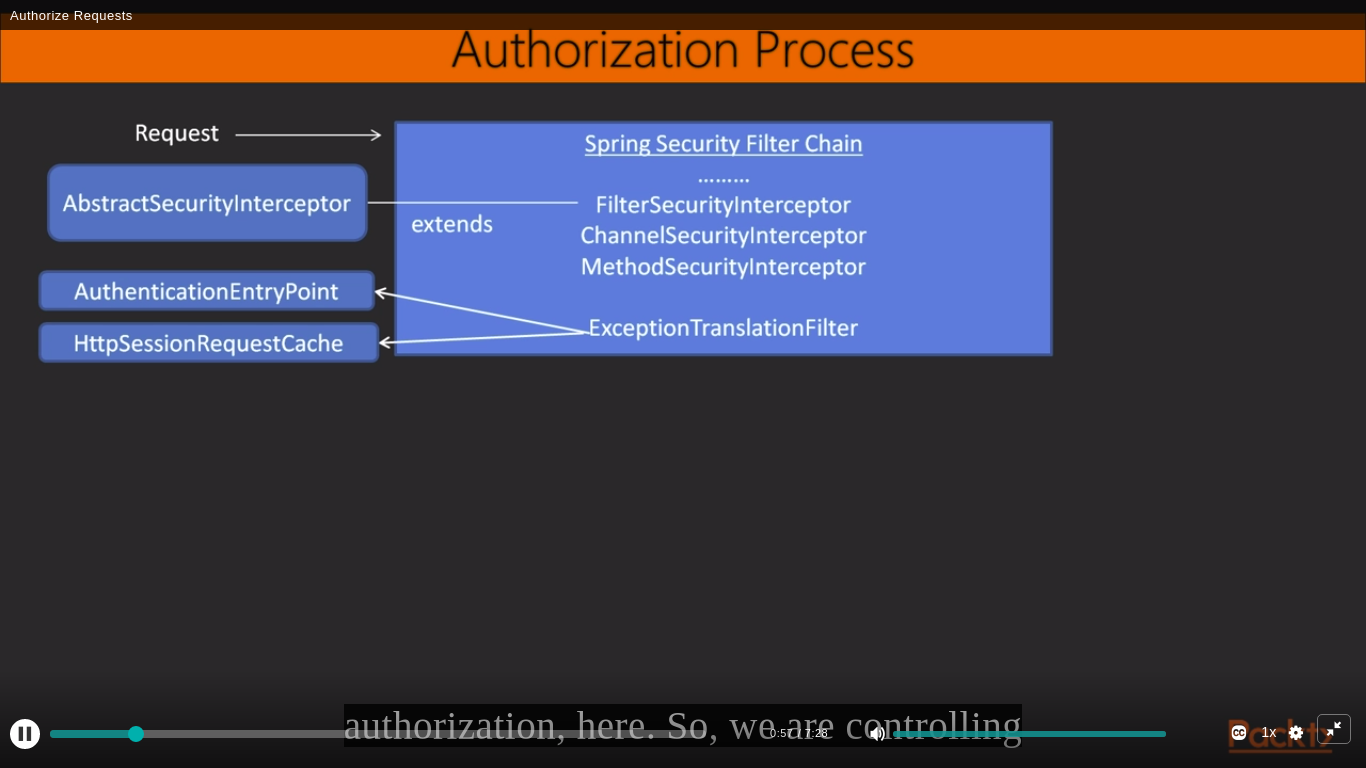 Authorize Requests
Authorization Process
Request
Spring Security Filter Chain
.........
AbstractSecurityInterceptor
extends
FilterSecurityInterceptor
ChannelSecurityInterceptor
MethodSecurityInterceptor
AuthenticationEntryPoint
ExceptionTranslationFilter
HttpSessionRequestCache
authorization, here. So, we are controlling
0:57 / 7:28
CC
1x
Packt>